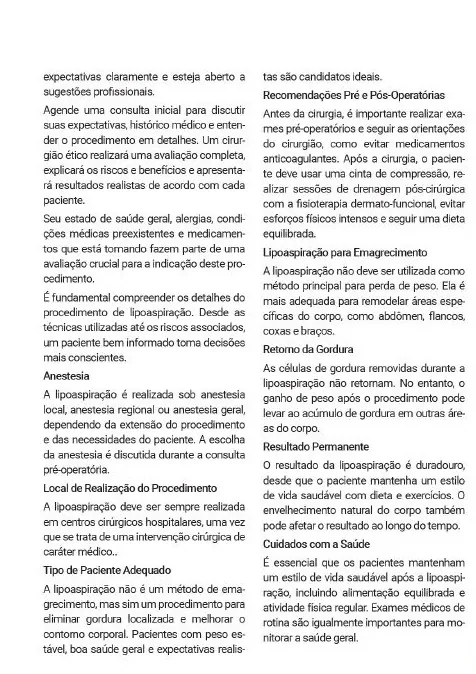 expectativas claramente e esteja aberto a
sugestões profissionais.
Agende uma consulta inicial para discutir
suas expectativas, histórico médico e enten-
der o procedimento em detalhes. Um cirur-
gião ético realizará uma avaliação completa,
explicará os riscos e benefícios e apresenta-
rá resultados realistas de acordo com cada
paciente.
Seu estado de saúde geral, alergias, condi-
ções médicas preexistentes e medicamen-
tos que está tomando fazem parte de uma
avaliação crucial para a indicação deste pro-
cedimento.
É fundamental compreender os detalhes do
procedimento de lipoaspiração. Desde as
técnicas utilizadas até os riscos associados,
um paciente bem informado toma decisões
mais conscientes.
Anestesia
A lipoaspiração é realizada sob anestesia
local, anestesia regional ou anestesia geral,
dependendo da extensão do procedimento
e das necessidades do paciente. A escolha
da anestesia é discutida durante a consulta
pré-operatória.
Local de Realização do Procedimento
A lipoaspiração deve ser sempre realizada
em centros cirúrgicos hospitalares, uma vez
que se trata de uma intervenção cirúrgica de
caráter médico..
Tipo de Paciente Adequado
A lipoaspiração não é um método de ema-
grecimento, mas sim um procedimento para
eliminar gordura localizada e melhorar o
contorno corporal. Pacientes com peso es-
tável, boa saúde geral e expectativas realis-
tas são candidatos ideais.
Recomendações Pré e Pós-Operatórias
Antes da cirurgia, é importante realizar exa-
mes pré-operatórios e seguir as orientações
do cirurgião, como evitar medicamentos
anticoagulantes. Após a cirurgia, o pacien-
te deve usar uma cinta de compressão, re-
alizar sessões de drenagem pós-cirúrgica
com a fisioterapia dermato-funcional, evitar
esforços físicos intensos e seguir uma dieta
equilibrada.
Lipoaspiração para Emagrecimento
A lipoaspiração não deve ser utilizada como
método principal para perda de peso. Ela é
mais adequada para remodelar áreas espe-
cíficas do corpo, como abdômen, flancos,
coxas e braços.
Retorno da Gordura
As células de gordura removidas durante a
lipoaspiração não retornam. No entanto, o
ganho de peso após o procedimento pode
levar ao acúmulo de gordura em outras áre-
as do corpo.
Resultado Permanente
O resultado da lipoaspiração é duradouro,
desde que o paciente mantenha um estilo
de vida saudável com dieta e exercícios. O
envelhecimento natural do corpo também
pode afetar o resultado ao longo do tempo.
Cuidados com a Saúde
É essencial que os pacientes mantenham
um estilo de vida saudável após a lipoaspi-
ração, incluindo alimentação equilibrada e
atividade física regular. Exames médicos de
rotina são igualmente importantes para mo-
nitorar a saúde geral.